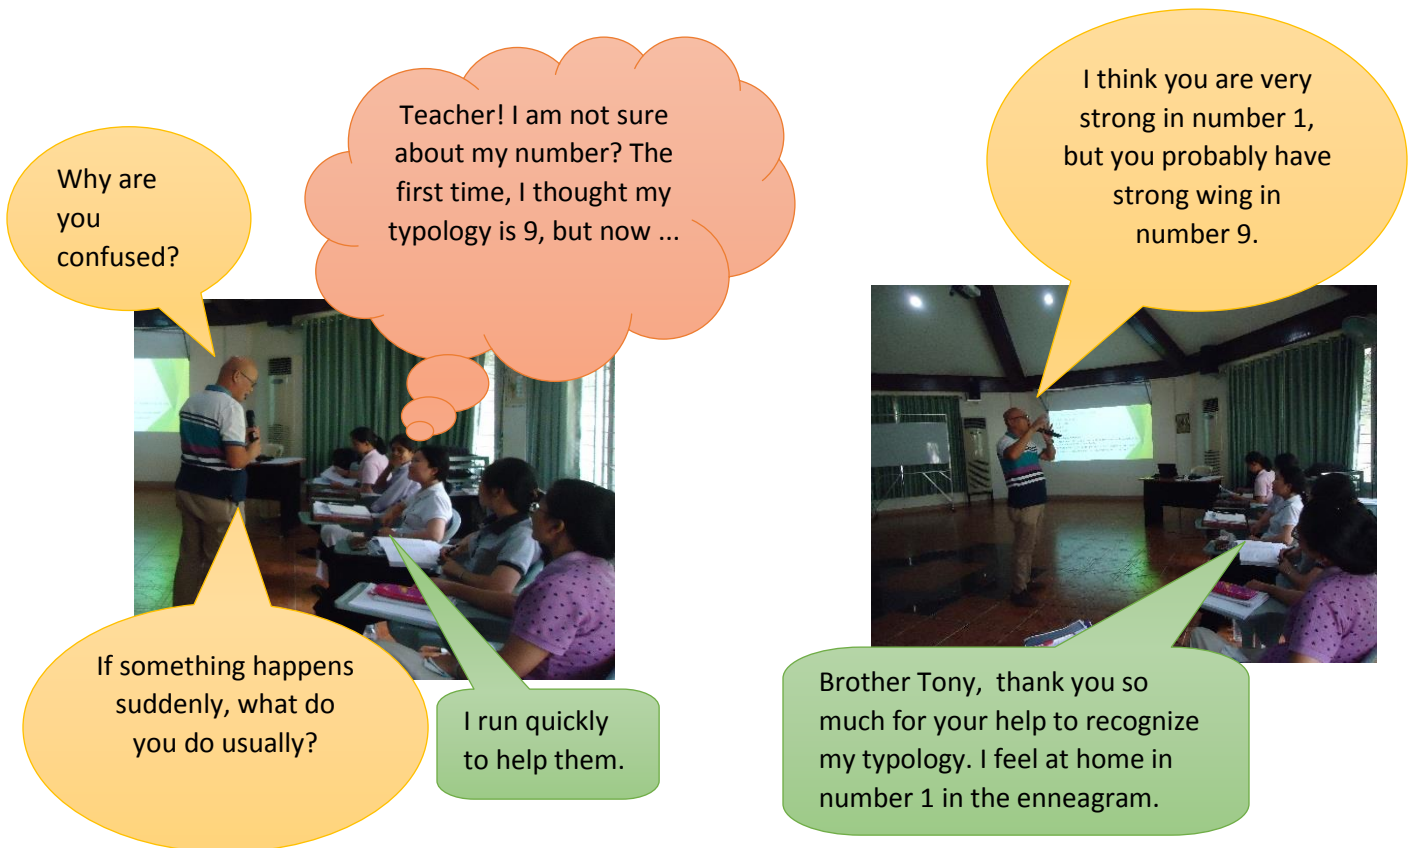 Teacher! I am not sure
about my number? The
first time, I thought my
typology is 9, but now ...
Why are
you
confused?
If something happens
suddenly, what do
you do usually?
I run quickly
to help them.
I think you are very
strong in number 1,
but you probably have
strong wing in
number 9.
Brother Tony, thank you so
much for your help to recognize
my typology. I feel at home in
number 1 in the enneagram.